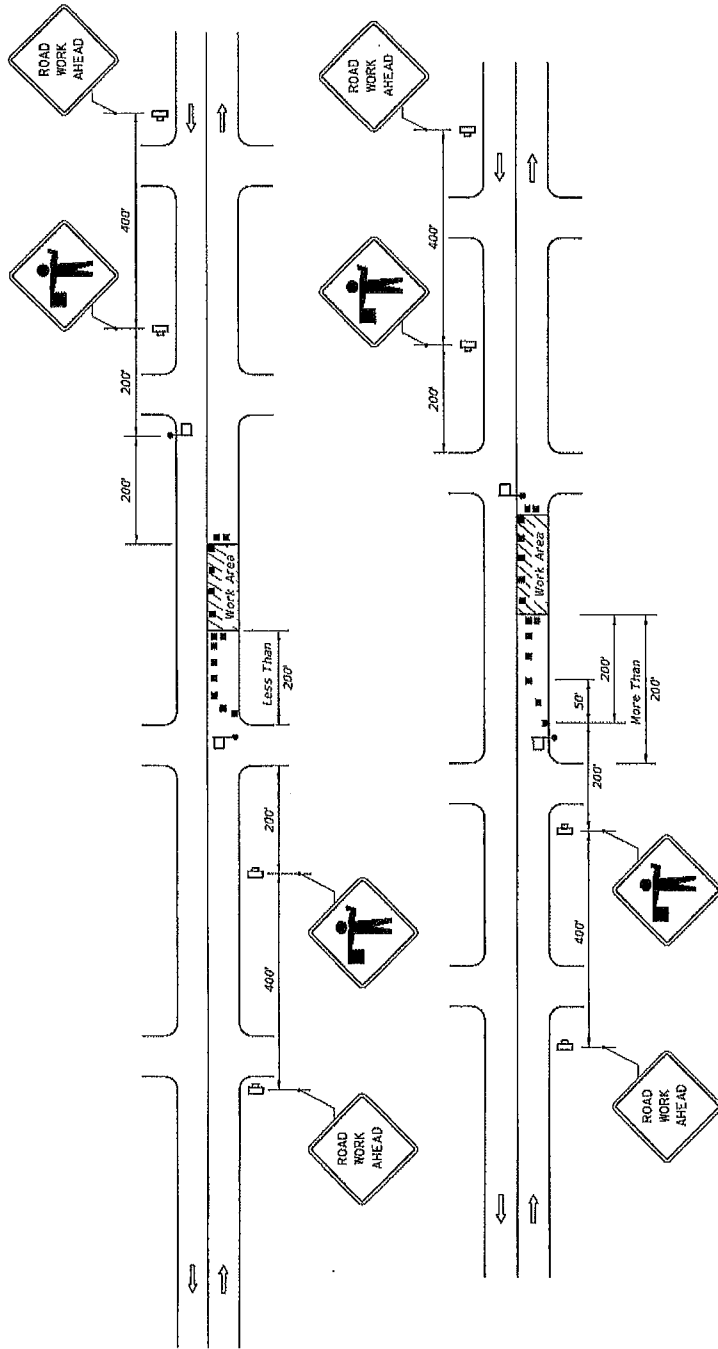 ROAD
WORK
AHEAD
200'
200'
400'
Work Area
Less Than
200'
400'
200'
ROAD
WORK
AHEAD
ROAD
WORK
AHEAD
200'
400'
Work Area
50'
200'
More Than
200'
400'
200'
ROAD
WORK
AHEAD